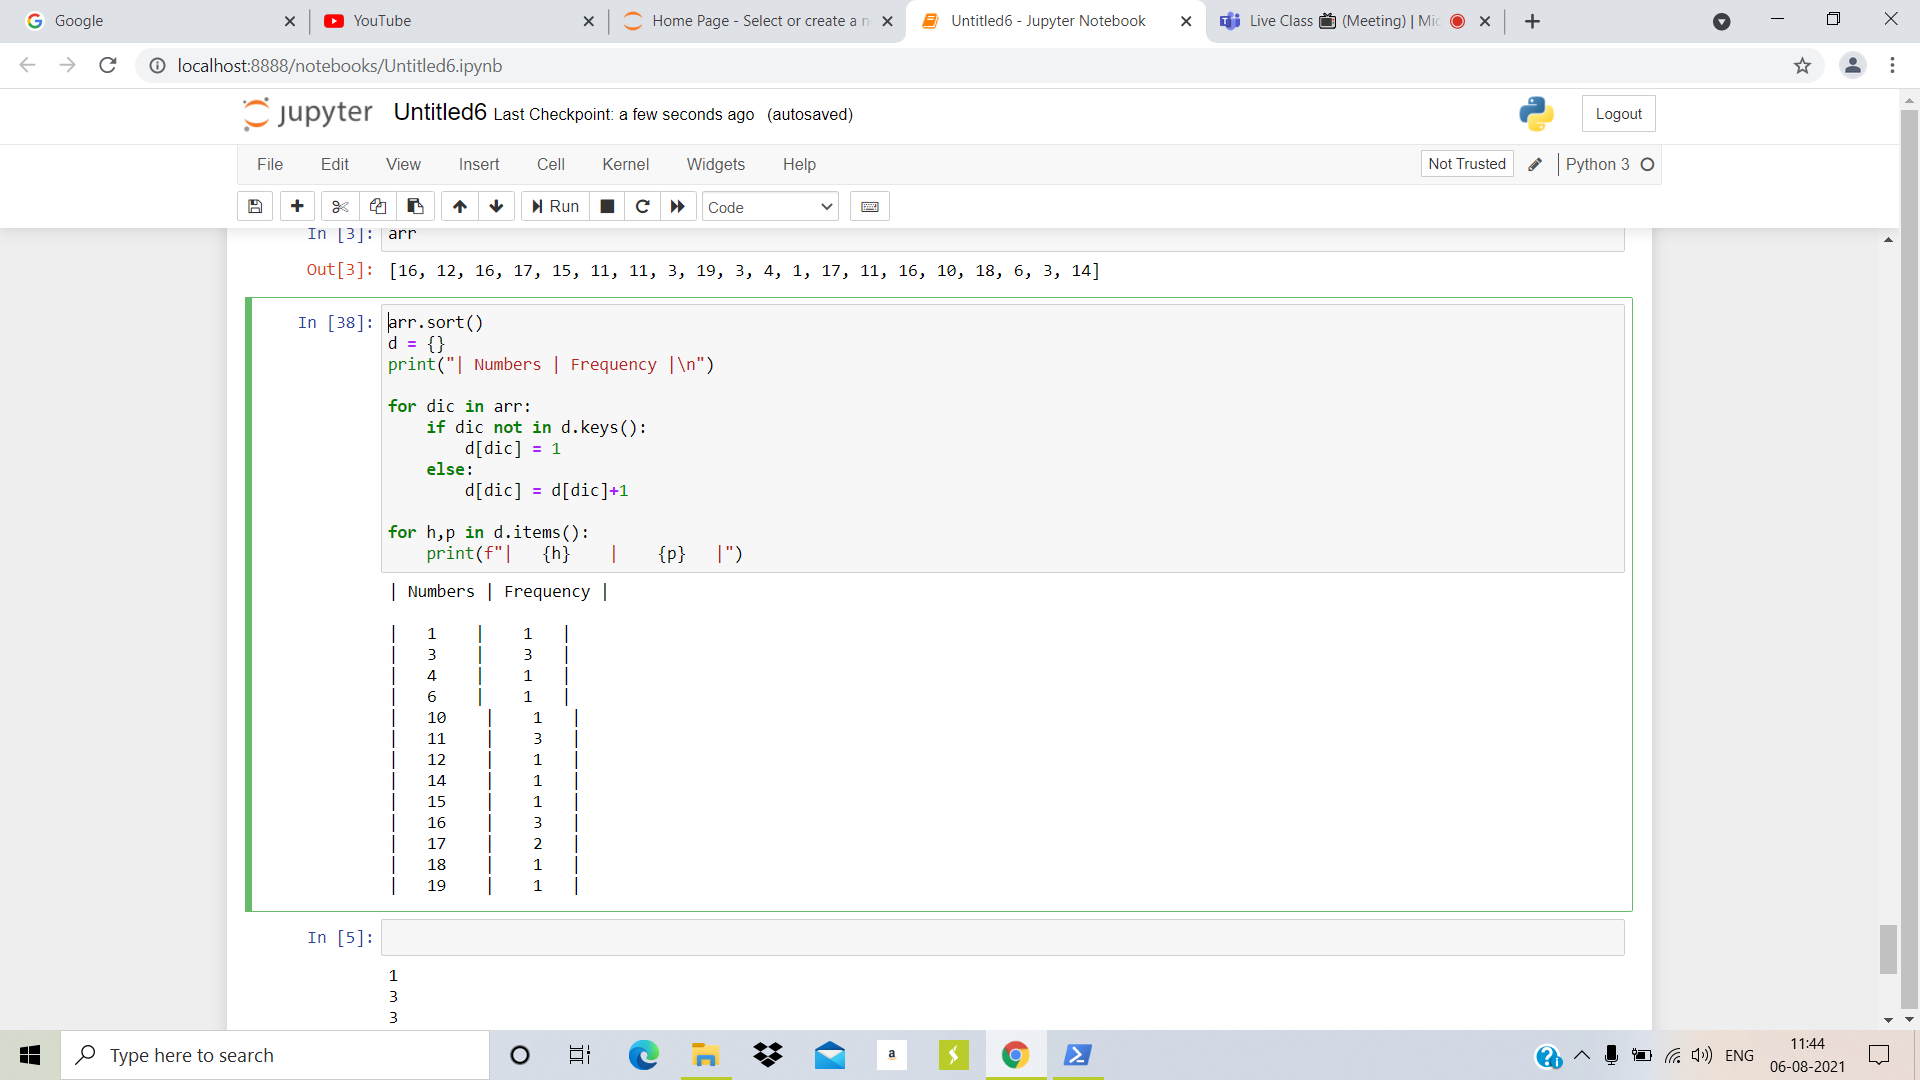 Google
YouTube
Home Page - Select or create a n
Untitled6 - Jupyter Notebook
Live Class (Meeting) | Mic
localhost:8888/notebooks/Untitled6.ipynb
jupyter Untitled6 Last Checkpoint: a few seconds ago (autosaved)
Logout
File Edit View Insert Cell Kernel Widgets Help
Not Trusted
Python 3
Run
Code
In [3]: arr
Out[3]: [16, 12, 16, 17, 15, 11, 11, 3, 19, 3, 4, 1, 17, 11, 16, 10, 18, 6, 3, 14]
In [38]: arr.sort()
d = {}
print("| Numbers | Frequency |\n")
for dic in arr:
    if dic not in d.keys():
        d[dic] = 1
    else:
        d[dic] = d[dic]+1
for h,p in d.items():
    print(f"|   {h}    |    {p}   |")
| Numbers | Frequency |
|   1    |    1   |
|   3    |    3   |
|   4    |    1   |
|   6    |    1   |
|   10    |    1   |
|   11    |    3   |
|   12    |    1   |
|   14    |    1   |
|   15    |    1   |
|   16    |    3   |
|   17    |    2   |
|   18    |    1   |
|   19    |    1   |
In [5]:
1
3
3
Type here to search
a
ENG
11:44
06-08-2021